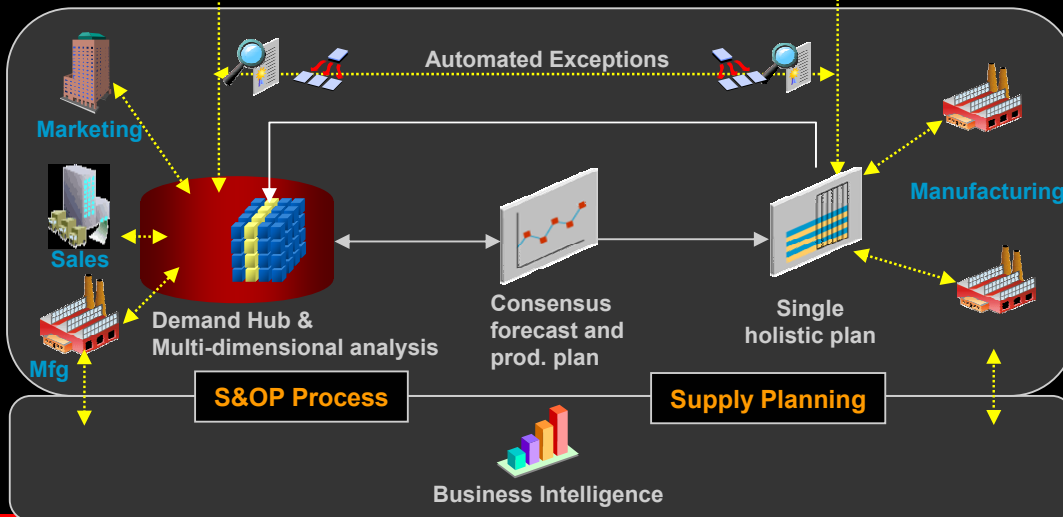 Automated Exceptions
Marketing
Manufacturing
Sales
Demand Hub &
Multi-dimensional analysis
Consensus
forecast and
prod. plan
Single
holistic plan
Mfg
S&OP Process
Supply Planning
Business Intelligence